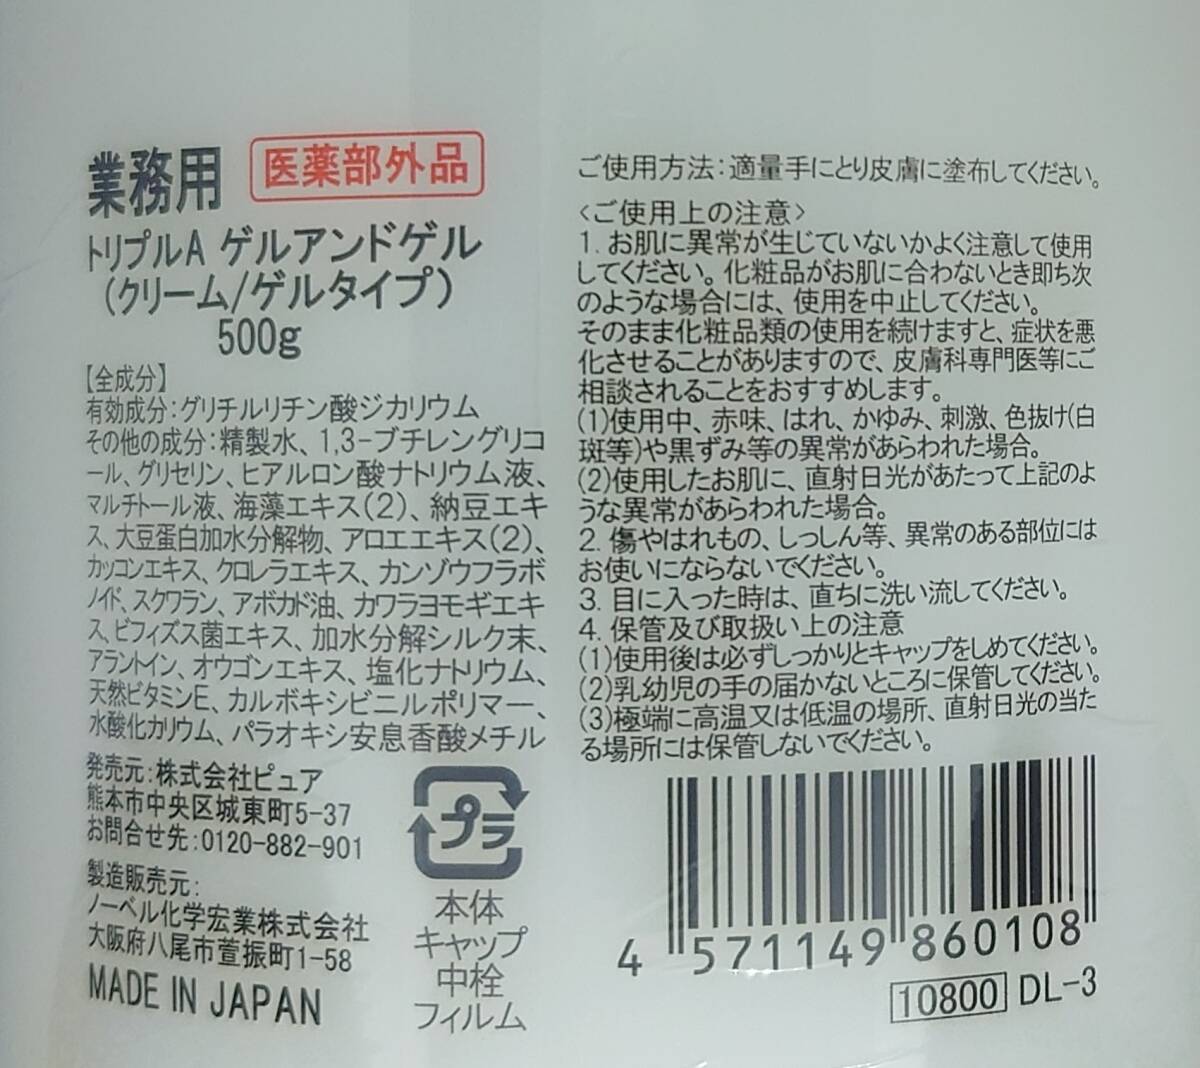 業務用 医薬部外品
トリプルA ゲルアンドゲル
(クリーム/ゲルタイプ)
500g
【全成分】
有効成分:グリチルリチン酸ジカリウム
その他の成分:精製水、1,3-ブチレングリコ
ール、グリセリン、ヒアルロン酸ナトリウム液、
マルチトール液、海藻エキス(2)、納豆エキ
ス、大豆蛋白加水分解物、アロエエキス(2)、
カッコンエキス、クロレラエキス、カンゾウフラボ
ノイド、スクワラン、アボカド油、カワラヨモギエキ
ス、ビフィズス菌エキス、加水分解シルク末、
アラントイン、オウゴンエキス、塩化ナトリウム、
天然ビタミンE、カルボキシビニルポリマー、
水酸化カリウム、パラオキシ安息香酸メチル
発売元:株式会社ピュア
熊本市中央区城東町5-37
お問合せ先:0120-882-901
製造販売元:
ノーベル化学宏業株式会社
大阪府八尾市萱振町1-58
MADE IN JAPAN
プラ
本体
キャップ
中栓
フィルム
ご使用方法:適量手にとり皮膚に塗布してください。
<ご使用上の注意>
1. お肌に異常が生じていないかよく注意して使用
してください。化粧品がお肌に合わないとき即ち次
のような場合には、使用を中止してください。
そのまま化粧品類の使用を続けますと、症状を悪
化させることがありますので、皮膚科専門医等にご
相談されることをおすすめします。
(1)使用中、赤味、はれ、かゆみ、刺激、色抜け(白
斑等)や黒ずみ等の異常があらわれた場合。
(2)使用したお肌に、直射日光があたって上記のよ
うな異常があらわれた場合。
2. 傷やはれもの、しっしん等、異常のある部位には
お使いにならないでください。
3. 目に入った時は、直ちに洗い流してください。
4. 保管及び取扱い上の注意
(1)使用後は必ずしっかりとキャップをしめてください。
(2)乳幼児の手の届かないところに保管してください。
(3)極端に高温又は低温の場所、直射日光の当た
る場所には保管しないでください。
4 571149 860108
10800 DL-3